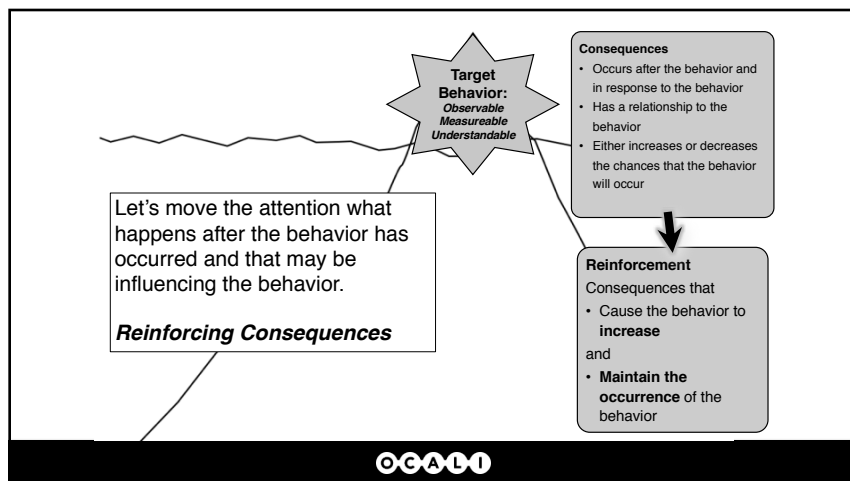 Target
Behavior:
Observable
Measureable
Understandable
Consequences
• Occurs after the behavior and
in response to the behavior
• Has a relationship to the
behavior
• Either increases or decreases
the chances that the behavior
will occur
Let's move the attention what
happens after the behavior has
occurred and that may be
influencing the behavior.
Reinforcing Consequences
Reinforcement
Consequences that
• Cause the behavior to
increase
and
• Maintain the
occurrence of the
behavior
OCALI